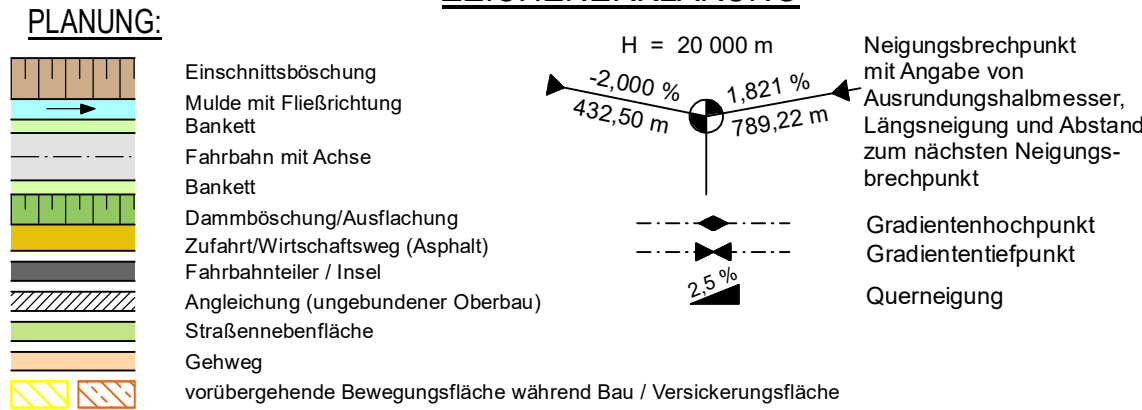 PLANUNG:
Einschnittsböschung
Mulde mit Fließrichtung
Bankett
Fahrbahn mit Achse
Bankett
Dammböschung/Ausflachung
Zufahrt/Wirtschaftsweg (Asphalt)
Fahrbahnteiler / Insel
Angleichung (ungebundener Oberbau)
Straßennebenfläche
Gehweg
vorübergehende Bewegungsfläche während Bau / Versickerungsfläche
H = 20 000 m
-2,000 %
432,50 m
1,821 %
789,22 m
Neigungsbrechpunkt
mit Angabe von
Ausrundungshalbmesser,
Längsneigung und Abstand
zum nächsten Neigungs-
brechpunkt
Gradientenhochpunkt
Gradiententiefpunkt
2,5 %
Querneigung